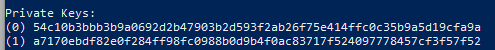 Private Keys:
(0) 54c10b3bbb3b9a0692d2b47903b2d593f2ab26f75e414ffc0c35b9a5d19cfa9a
(1) a7170ebdf82e0f284ff98fc0988b0d9b4f0ac83717f524097778457cf3f57f52